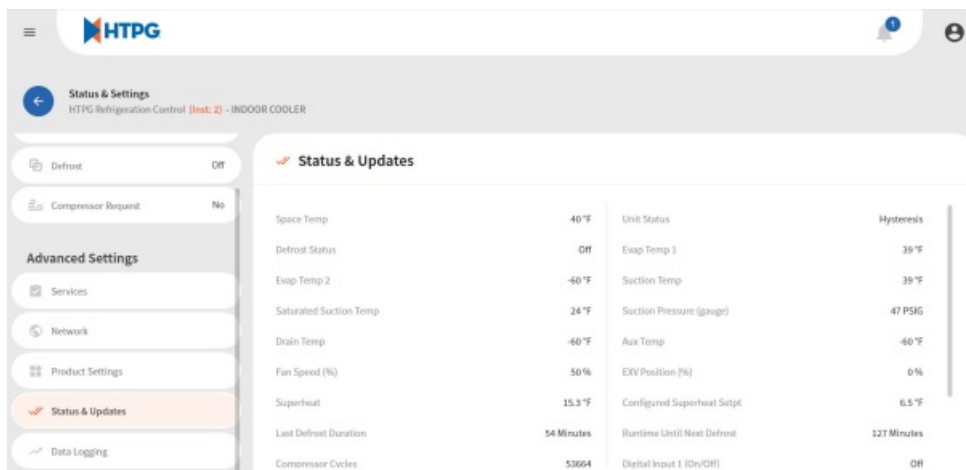 HTPG
1
Status & Settings
HTPG Refrigeration Control (Inst: 2) - INDOOR COOLER
Defrost Off
Compressor Request No
Advanced Settings
Services
Network
Product Settings
Status & Updates
Data Logging
Status & Updates
Space Temp 40 °F Unit Status Hysteresis
Defrost Status Off Evap Temp 1 39 °F
Evap Temp 2 -60 °F Suction Temp 39 °F
Saturated Suction Temp 24 °F Suction Pressure (gauge) 47 PSIG
Drain Temp -60 °F Aux Temp -60 °F
Fan Speed (%) 50 % EXV Position (%) 0 %
Superheat 15.3 °F Configured Superheat Setpt 6.5 °F
Last Defrost Duration 54 Minutes Runtime Until Next Defrost 127 Minutes
Compressor Cycles 53664 Digital Input 1 (On/Off) Off